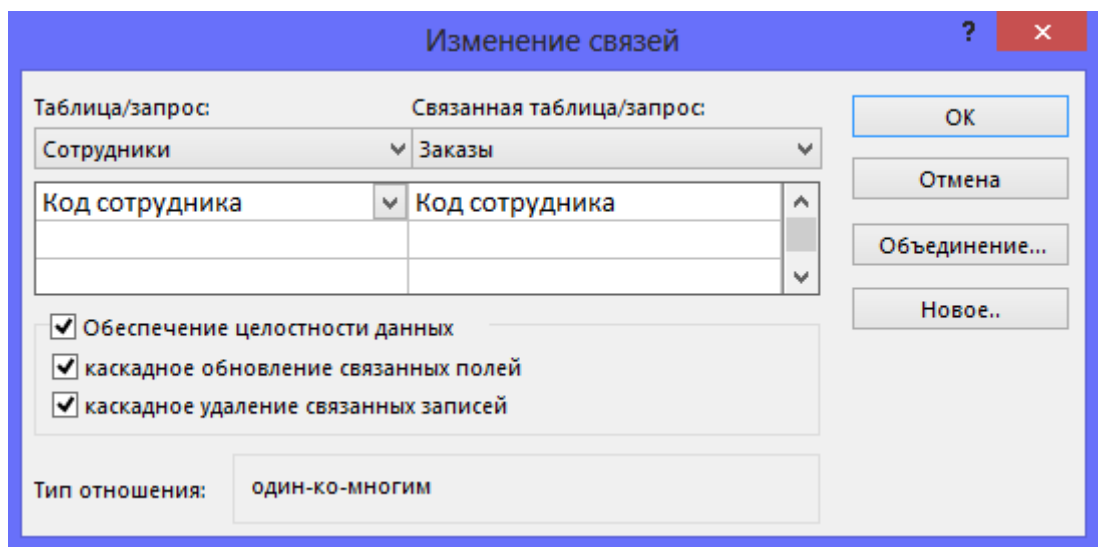 Изменение связей ?
Таблица/запрос: Связанная таблица/запрос:
Сотрудники Заказы
Код сотрудника Код сотрудника
Обеспечение целостности данных
каскадное обновление связанных полей
каскадное удаление связанных записей
Тип отношения: один-ко-многим
ОК
Отмена
Объединение...
Новое..